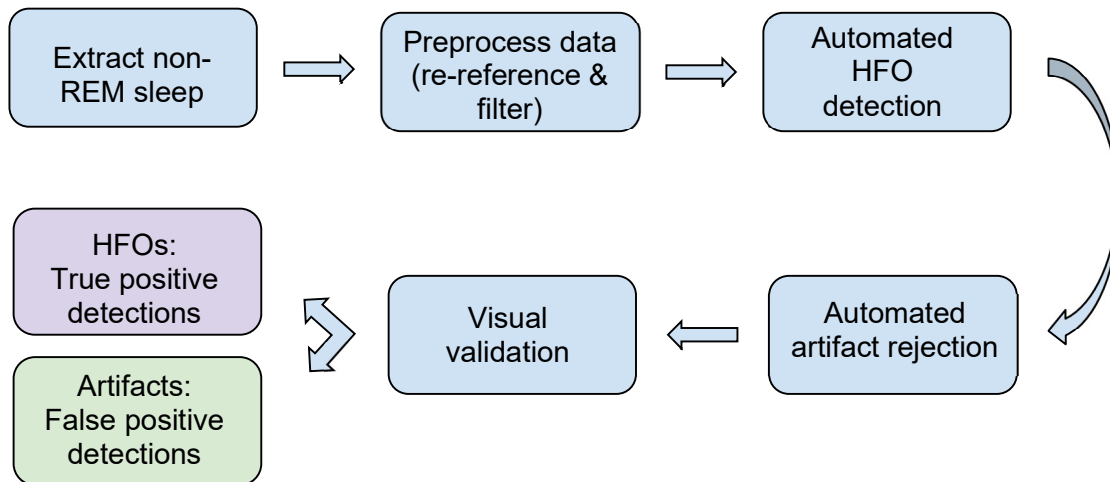 Extract non-
REM sleep
Preprocess data
(re-reference &
filter)
Automated
HFO
detection
Automated
artifact rejection
Visual
validation
HFOs:
True positive
detections
Artifacts:
False positive
detections